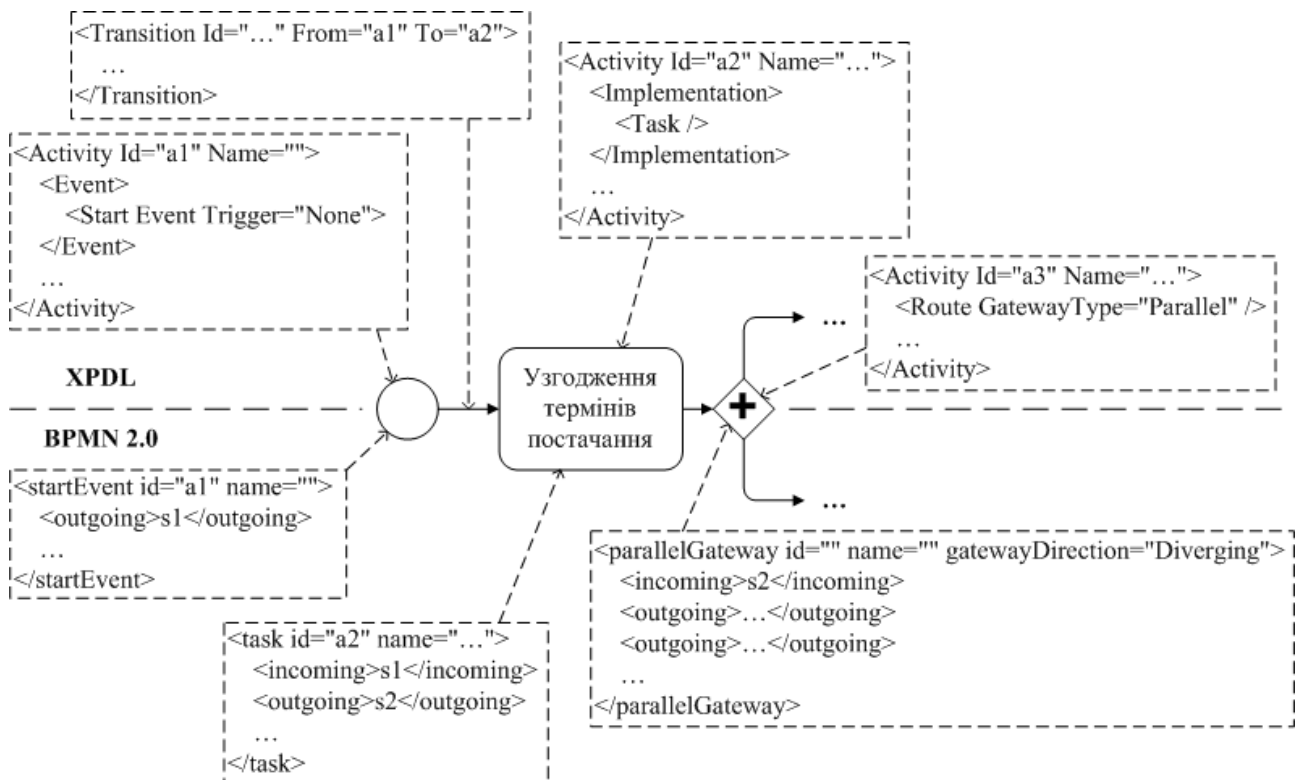 <Transition Id="…" From="a1" To="a2">
…
</Transition>
<Activity Id="a2" Name="…">
<Implementation>
<Task />
</Implementation>
…
</Activity>
<Activity Id="a1" Name="">
<Event>
<Start Event Trigger="None">
</Event>
…
</Activity>
<Activity Id="a3" Name="…">
<Route GatewayType="Parallel" />
…
</Activity>
...
XPDL
Узгодження
термінів
постачання
BPMN 2.0
...
<startEvent id="a1" name="">
<outgoing>s1</outgoing>
…
</startEvent>
<parallelGateway id="" name="" gatewayDirection="Diverging">
<incoming>s2</incoming>
<outgoing>…</outgoing>
<outgoing>…</outgoing>
…
</parallelGateway>
<task id="a2" name="…">
<incoming>s1</incoming>
<outgoing>s2</outgoing>
…
</task>